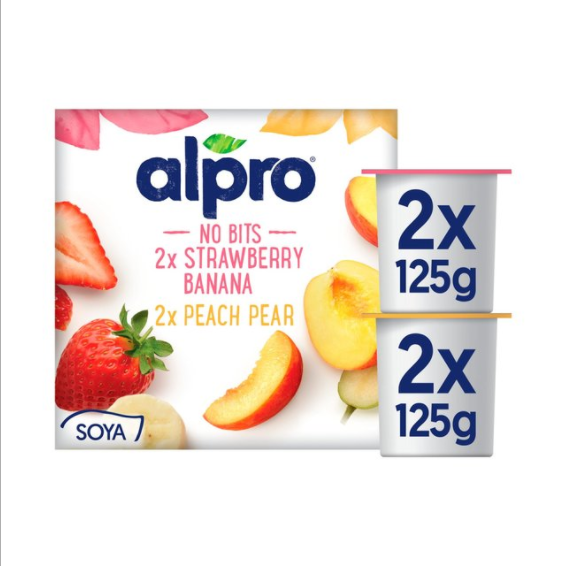 alpro®
NO BITS
2x STRAWBERRY
BANANA
2x PEACH PEAR
SOYA
2x
125g
2x
125g